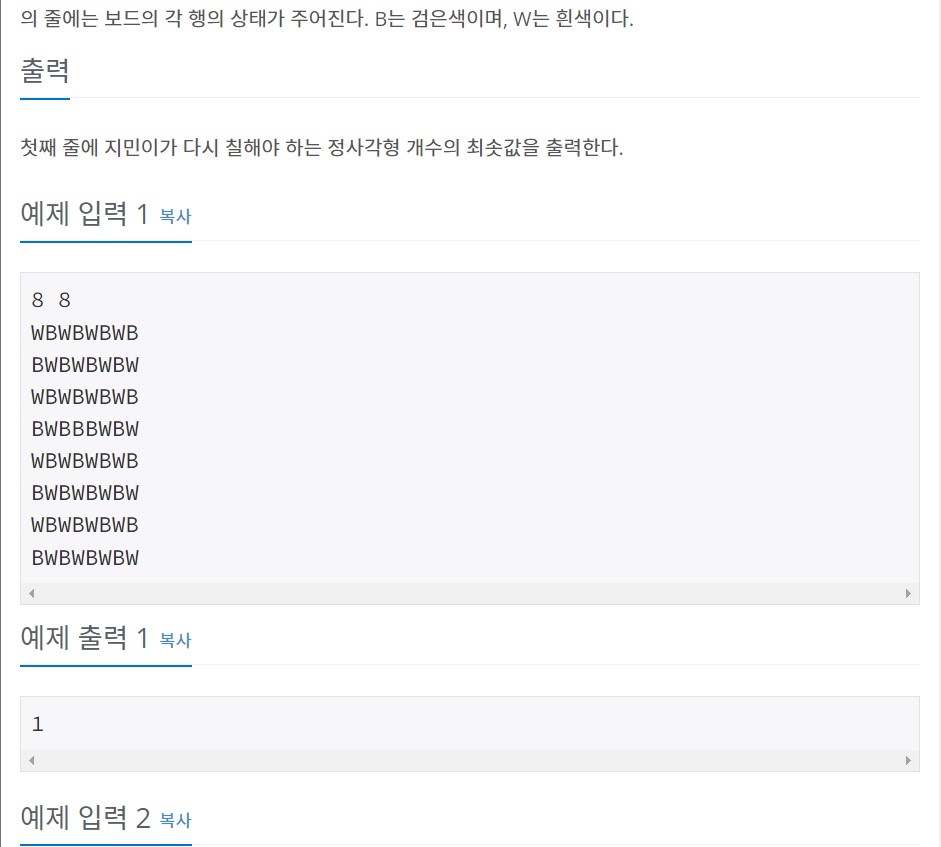 의 줄에는 보드의 각 행의 상태가 주어진다. B는 검은색이며, W는 흰색이다.
출력
첫째 줄에 지민이가 다시 칠해야 하는 정사각형 개수의 최솟값을 출력한다.
예제 입력 1 복사
8 8
WBWBWBWB
BWBWBWBW
WBWBWBWB
BWBBBWBW
WBWBWBWB
BWBWBWBW
WBWBWBWB
BWBWBWBW
예제 출력 1 복사
1
예제 입력 2 복사